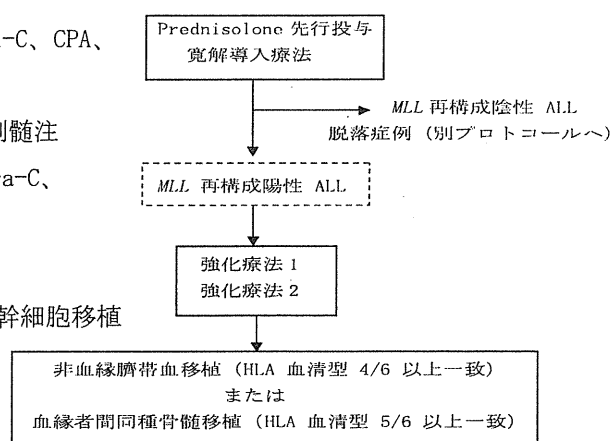 -C、CPA、
髄注
a-C、
幹細胞移植
Prednisolone 先行投与
寛解導入療法
MLL 再構成陰性 ALL
脱落症例 (別プロトコールへ)
MLL 再構成陽性 ALL
強化療法 1
強化療法 2
非血縁臍帯血移植 (HLA 血清型 4/6 以上一致)
または
血縁者間同種骨髄移植 (HLA 血清型 5/6 以上一致)